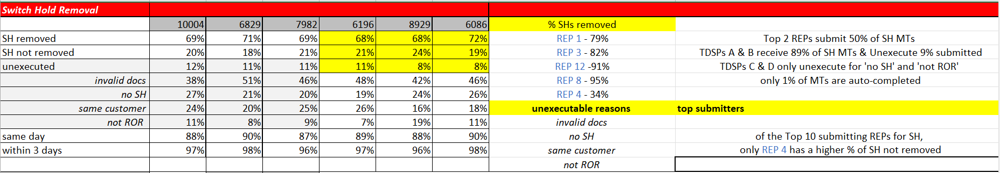 Switch Hold Removal
10004 6829 7982 6196 8929 6086 % SHs removed
SH removed 69% 71% 69% 68% 68% 72% REP 1 - 79% Top 2 REPs submit 50% of SH MTs
SH not removed 20% 18% 21% 21% 24% 19% REP 3 - 82% TDSPs A & B receive 89% of SH MTs & Unexecute 9% submitted
unexecuted 12% 11% 11% 11% 8% 8% REP 12 -91% TDSPs C & D only unexecute for 'no SH' and 'not ROR'
invalid docs 38% 51% 46% 48% 42% 46% REP 8 - 95% only 1% of MTs are auto-completed
no SH 27% 21% 20% 19% 24% 26% REP 4 - 34%
same customer 24% 20% 25% 26% 16% 18% unexecutable reasons top submitters
not ROR 11% 8% 9% 7% 19% 11% invalid docs
same day 88% 90% 87% 89% 88% 90% no SH of the Top 10 submitting REPs for SH,
within 3 days 97% 98% 96% 97% 96% 98% same customer only REP 4 has a higher % of SH not removed
not ROR